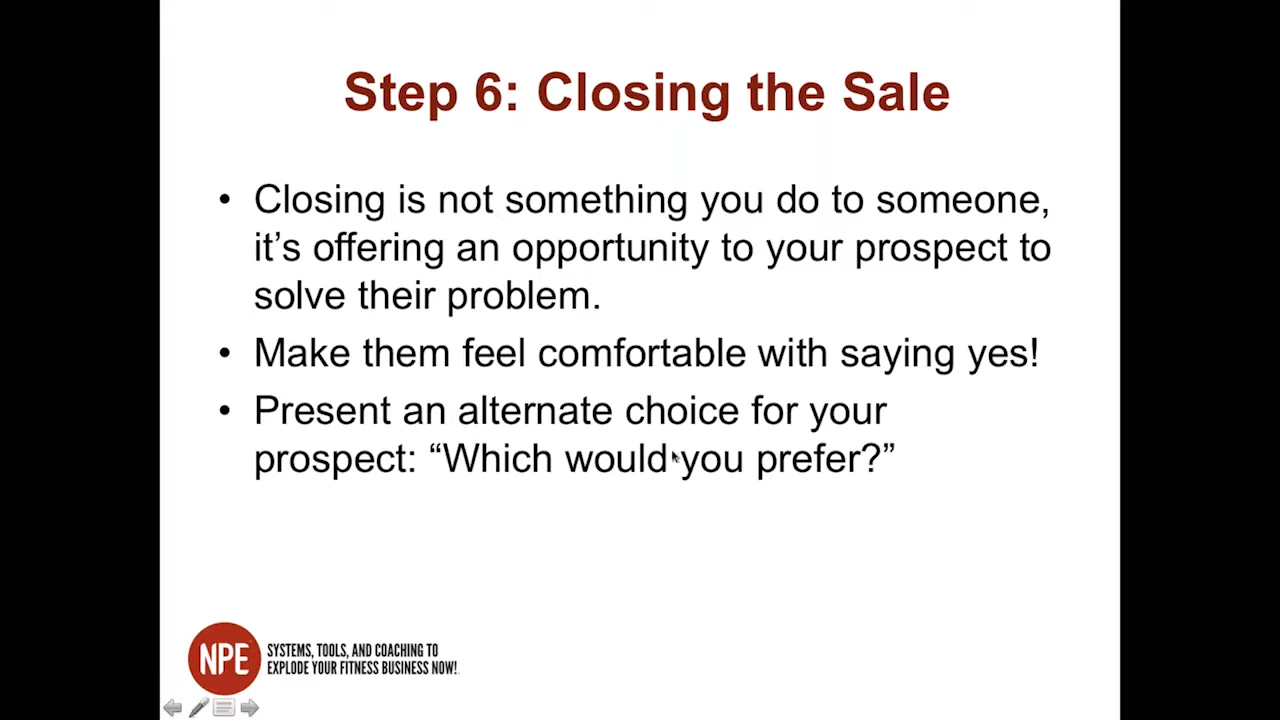 Step 6: Closing the Sale
• Closing is not something you do to someone,
it’s offering an opportunity to your prospect to
solve their problem.
• Make them feel comfortable with saying yes!
• Present an alternate choice for your
prospect: “Which would you prefer?”
NPE
SYSTEMS, TOOLS, AND COACHING TO
EXPLODE YOUR FITNESS BUSINESS NOW!